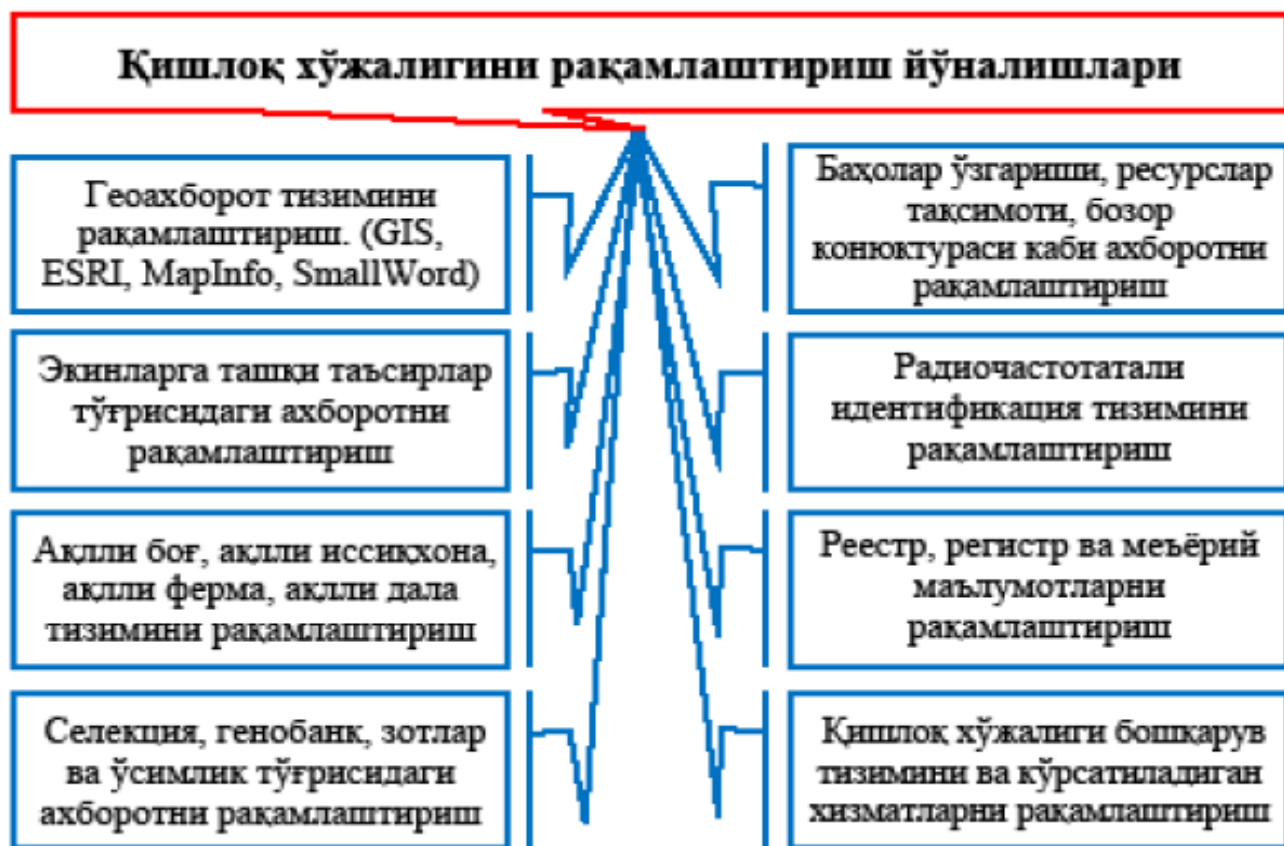 Қишлоқ хўжалигини рақамлаштириш йўналишлари
Геоахборот тизимини
рақамлаштириш. (GIS,
ESRI, MapInfo, SmallWord)
Экинларга ташқи таъсирлар
тўғрисидаги ахборотни
рақамлаштириш
Ақлли боғ, ақлли иссиқхона,
ақлли ферма, ақлли дала
тизимини рақамлаштириш
Селекция, генобанк, зотлар
ва ўсимлик тўғрисидаги
ахборотни рақамлаштириш
Баҳолар ўзгариши, ресурслар
тақсимоти, бозор
конюктураси каби ахборотни
рақамлаштириш
Радиочастотатали
идентификация тизимини
рақамлаштириш
Реестр, регистр ва меъёрий
маълумотларни
рақамлаштириш
Қишлоқ хўжалиги бошқарув
тизимини ва кўрсатиладиган
хизматларни рақамлаштириш